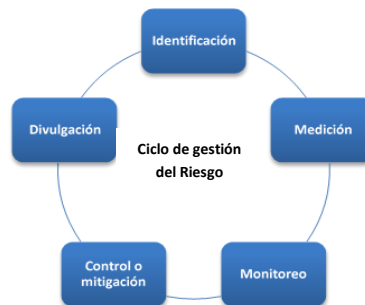 Identificación
Divulgación
Medición
Ciclo de gestión
del Riesgo
Control o
mitigación
Monitoreo